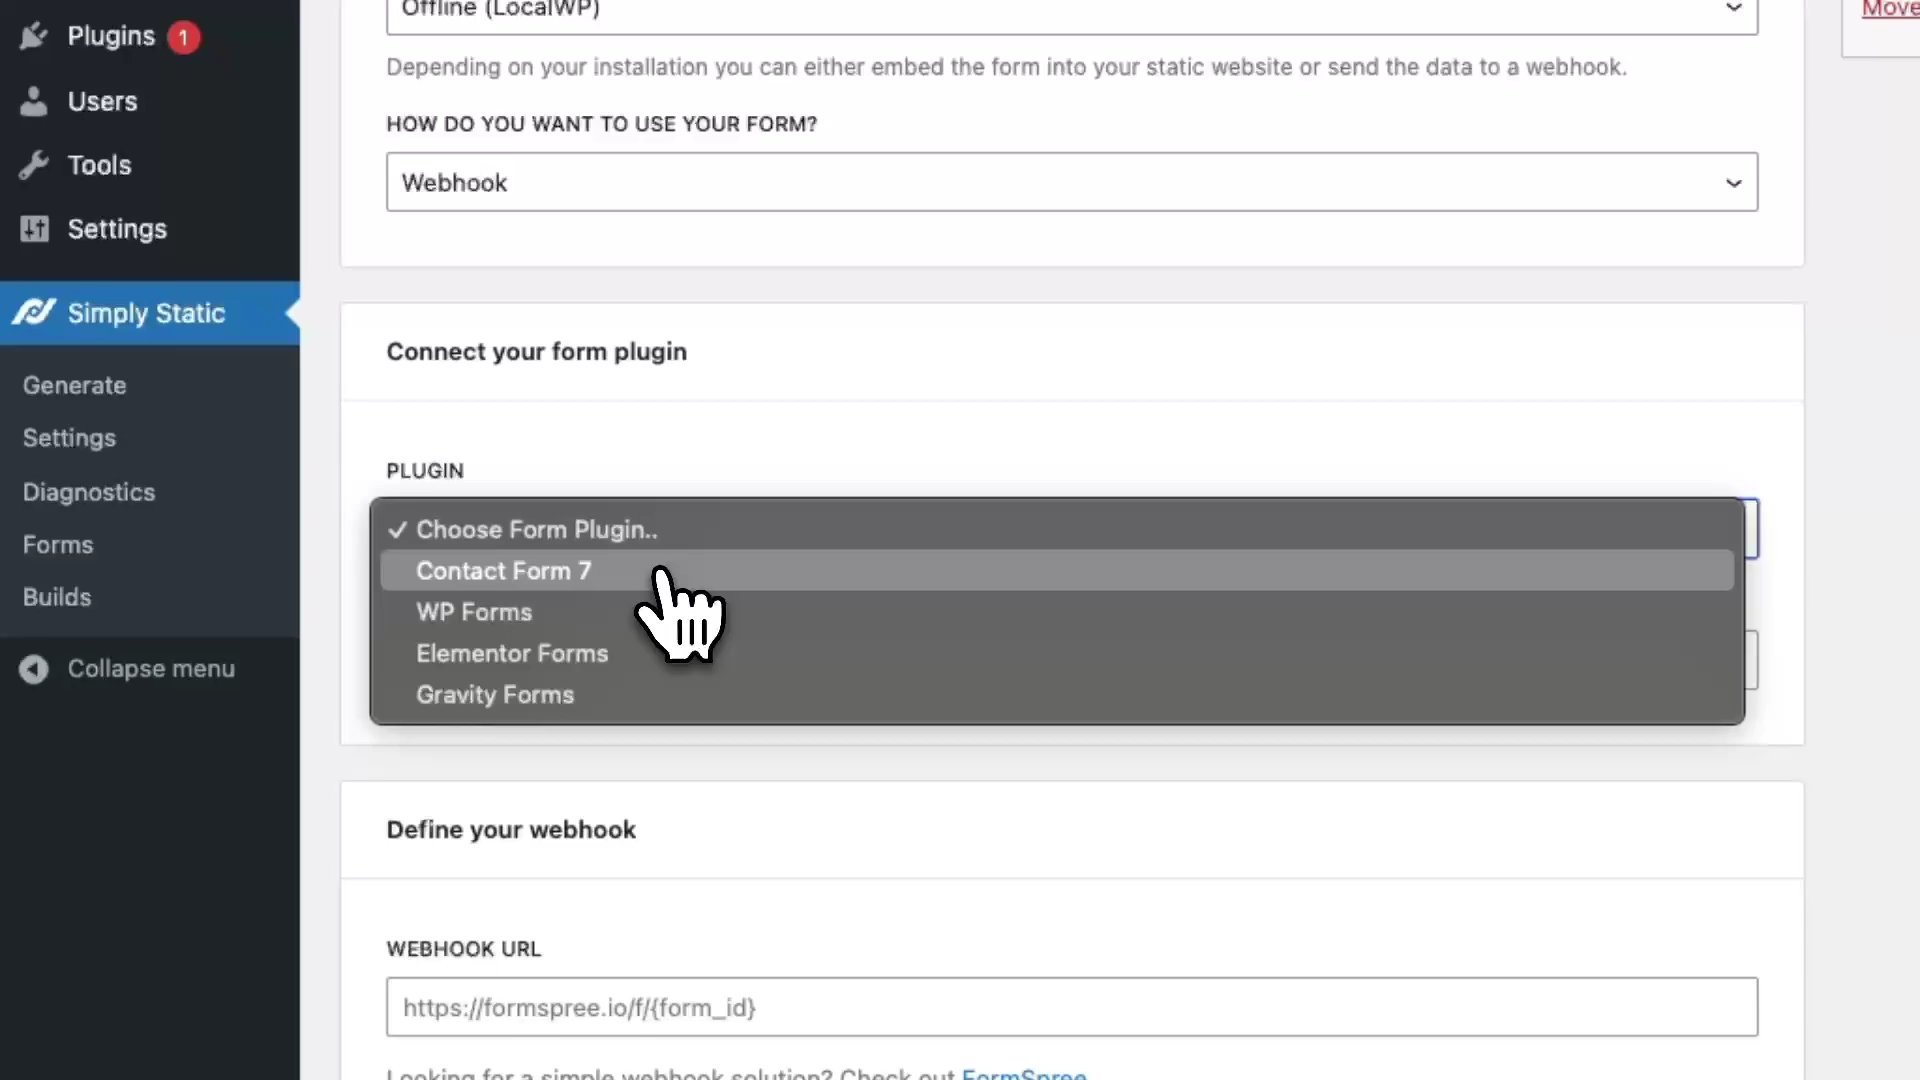 Plugins 1
Users
Tools
Settings
Simply Static
Generate
Settings
Diagnostics
Forms
Builds
Collapse menu
Offline (LocalWP)
Depending on your installation you can either embed the form into your static website or send the data to a webhook.
HOW DO YOU WANT TO USE YOUR FORM?
Webhook
Connect your form plugin
PLUGIN
✓ Choose Form Plugin..
Contact Form 7
WP Forms
Elementor Forms
Gravity Forms
Define your webhook
WEBHOOK URL
https://formspree.io/f/{form_id}
Looking for a simple webhook solution? Check out FormSpree
Move